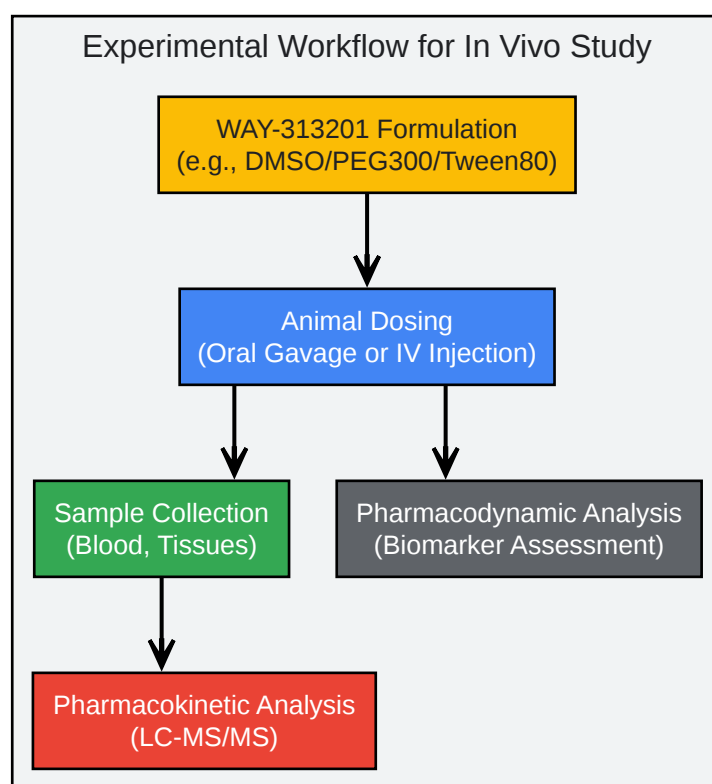 Experimental Workflow for In Vivo Study
WAY-313201 Formulation
(e.g., DMSO/PEG300/Tween80)
Animal Dosing
(Oral Gavage or IV Injection)
Sample Collection
(Blood, Tissues)
Pharmacodynamic Analysis
(Biomarker Assessment)
Pharmacokinetic Analysis
(LC-MS/MS)